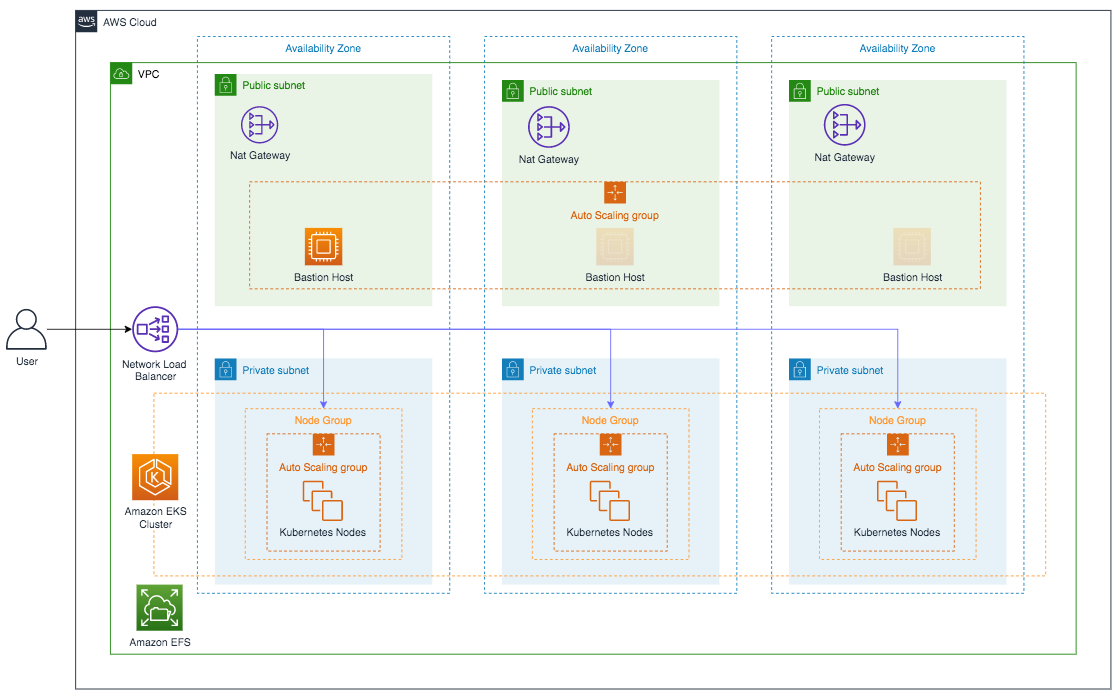 aws
AWS Cloud
Availability Zone
Availability Zone
Availability Zone
VPC
Public subnet
Public subnet
Public subnet
Nat Gateway
Nat Gateway
Nat Gateway
Auto Scaling group
Bastion Host
Bastion Host
Bastion Host
User
Network Load
Balancer
Private subnet
Private subnet
Private subnet
Node Group
Node Group
Node Group
Auto Scaling group
Auto Scaling group
Auto Scaling group
K
Amazon EKS
Cluster
Kubernetes Nodes
Kubernetes Nodes
Kubernetes Nodes
Amazon EFS